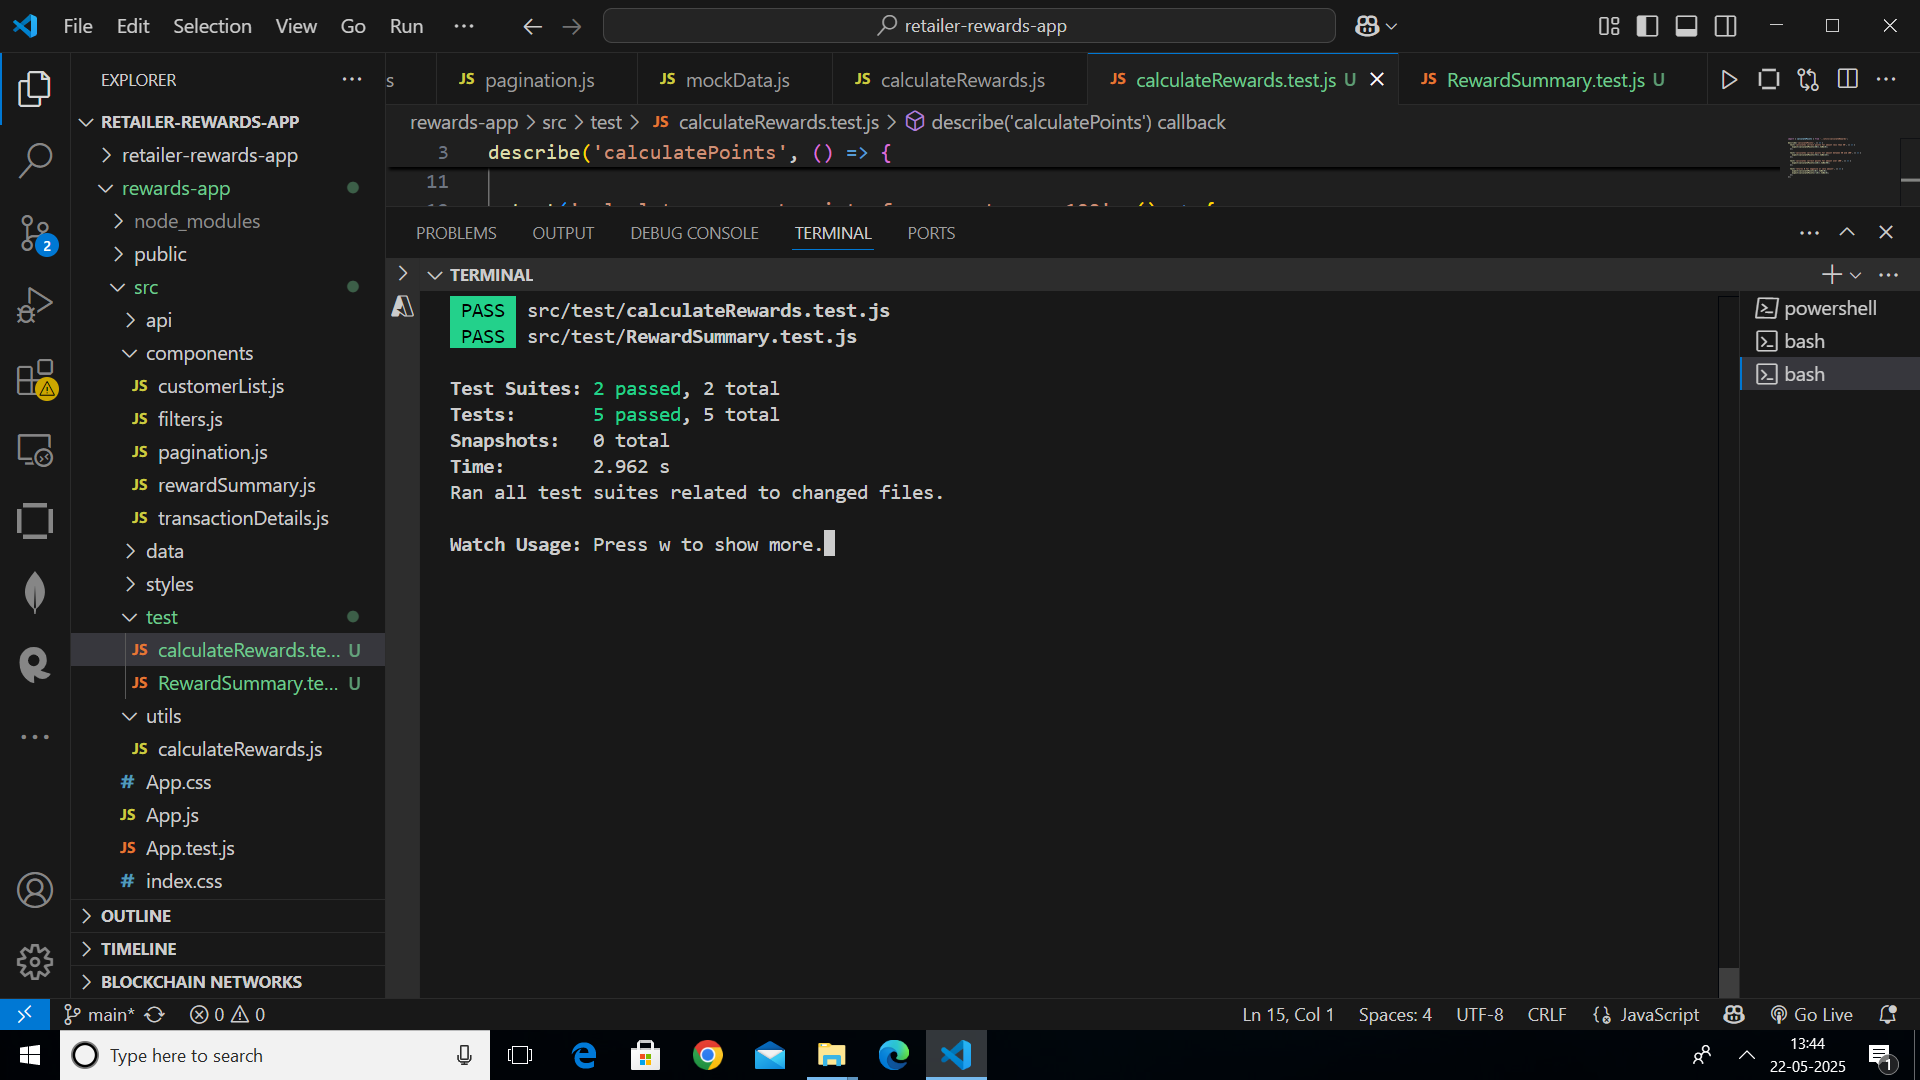 File Edit Selection View Go Run ···
retailer-rewards-app
EXPLORER
RETAILER-REWARDS-APP
retailer-rewards-app
rewards-app
node_modules
public
src
api
components
JS customerList.js
JS filters.js
JS pagination.js
JS rewardSummary.js
JS transactionDetails.js
data
styles
test
JS calculateRewards.te... U
JS RewardSummary.te... U
utils
JS calculateRewards.js
# App.css
JS App.js
JS App.test.js
# index.css
OUTLINE
TIMELINE
BLOCKCHAIN NETWORKS
2
s
JS pagination.js
JS mockData.js
JS calculateRewards.js
JS calculateRewards.test.js U
JS RewardSummary.test.js U
rewards-app > src > test > JS calculateRewards.test.js > describe('calculatePoints') callback
3 describe('calculatePoints', () => {
11
PROBLEMS OUTPUT DEBUG CONSOLE TERMINAL PORTS
TERMINAL
PASS src/test/calculateRewards.test.js
PASS src/test/RewardSummary.test.js
Test Suites: 2 passed, 2 total
Tests: 5 passed, 5 total
Snapshots: 0 total
Time: 2.962 s
Ran all test suites related to changed files.
Watch Usage: Press w to show more.
powershell
bash
bash
main* 0 0
Ln 15, Col 1 Spaces: 4 UTF-8 CRLF {} JavaScript Go Live
Type here to search
13:44
22-05-2025
1